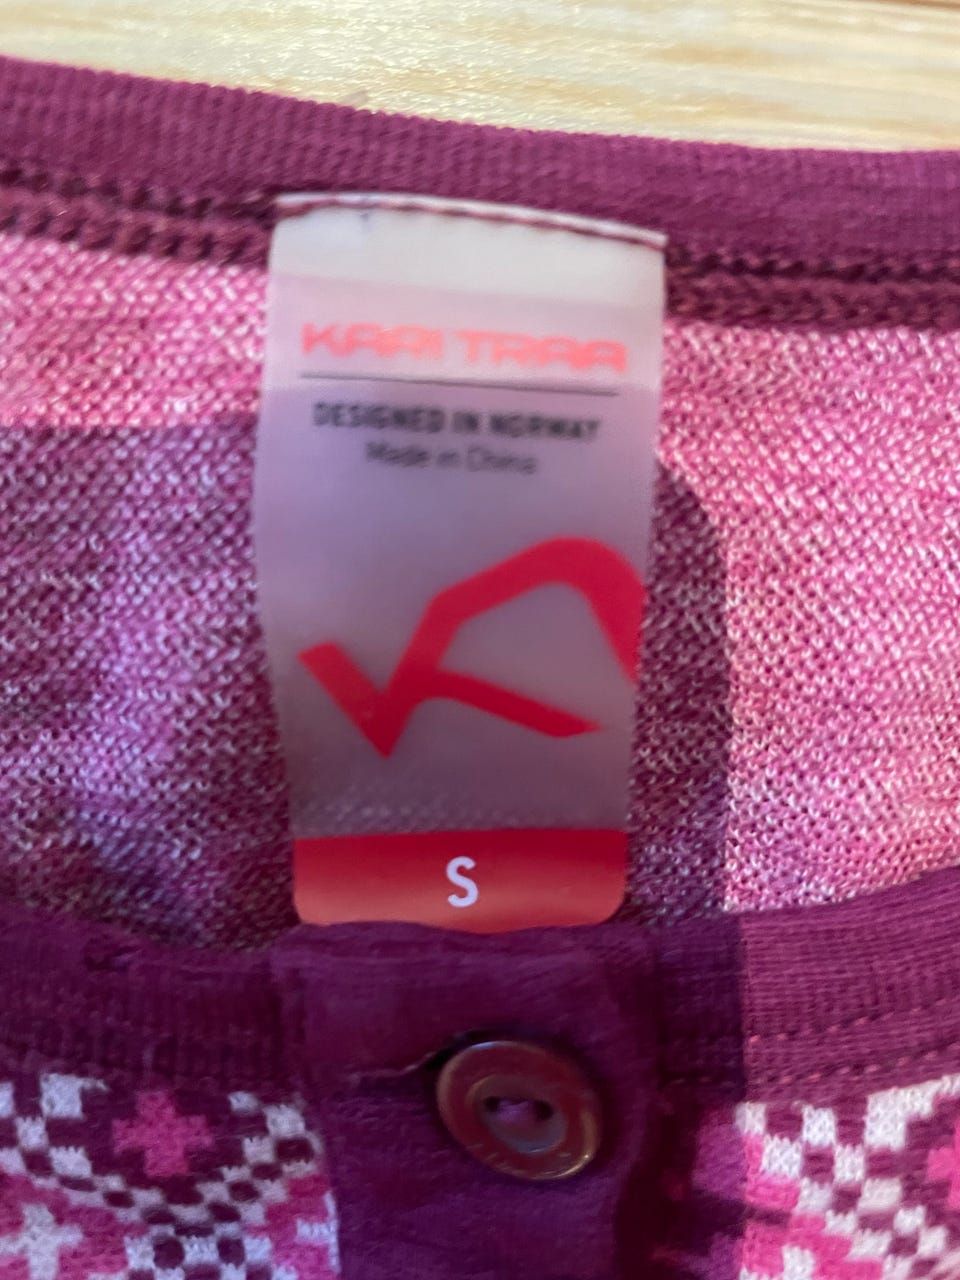 KARI TRAA
DESIGNED IN NORWAY
Made in China
S